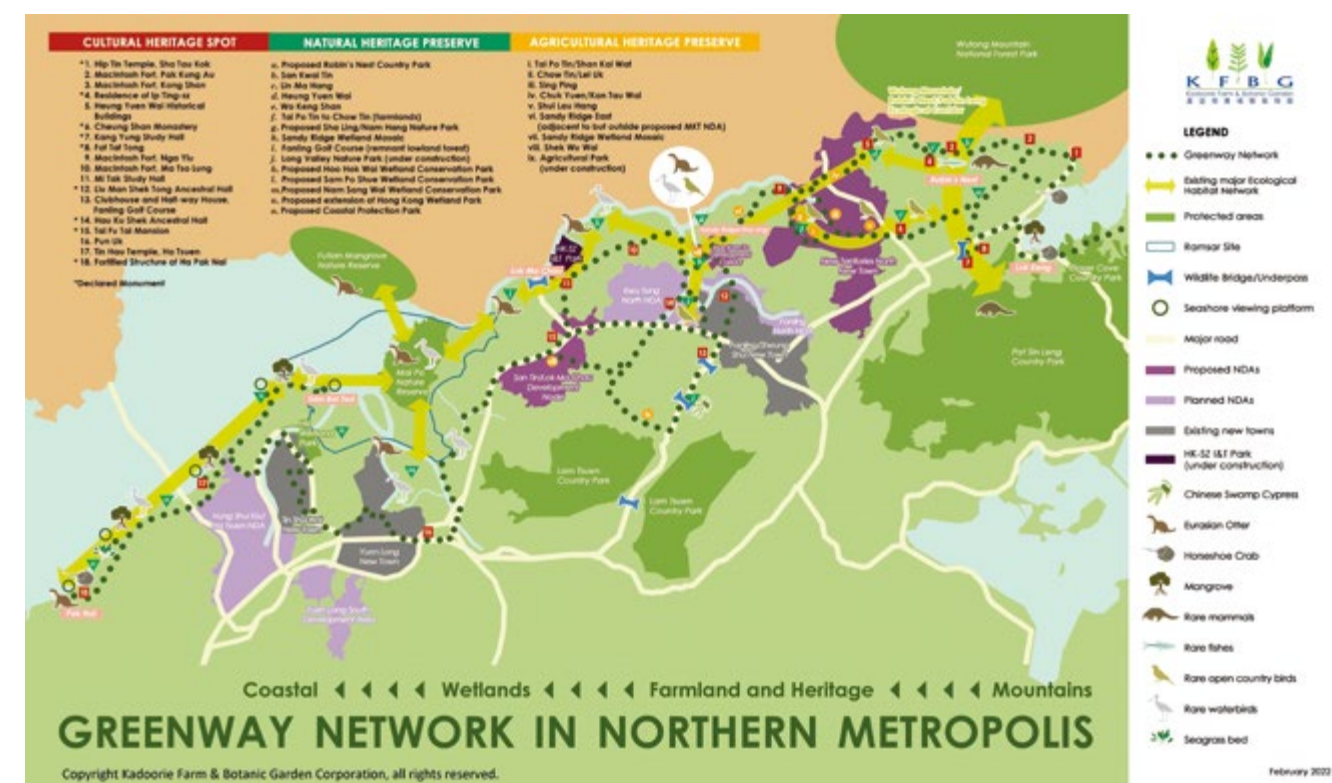 CULTURAL HERITAGE SPOT
*1. Hip Tin Temple, Sha Tau Kok
2. MacIntosh Fort, Pak Kung Au
3. MacIntosh Fort, Kong Shan
*4. Residence of Ip Ting-sz
5. Heung Yuen Wai Historical
Buildings
*6. Cheung Shan Monastery
*7. Kang Yung Study Hall
*8. Fat Tat Tong
9. MacIntosh Fort, Nga Yiu
10. MacIntosh Fort, Ma Tso Lung
11. Mi Tak Study Hall
*12. Liu Man Shek Tong Ancestral Hall
13. Clubhouse and Half-way House,
Fanling Golf Course
*14. Hau Ku Shek Ancestral Hall
*15. Tai Fu Tai Mansion
16. Pun Uk
17. Tin Hau Temple, Ha Tsuen
*18. Fortified Structure at Ha Pak Nai
*Declared Monument
NATURAL HERITAGE PRESERVE
a. Proposed Robin's Nest Country Park
b. San Kwai Tin
c. Lin Ma Hang
d. Heung Yuen Wai
e. Wo Keng Shan
f. Tai Po Tin to Chow Tin (farmlands)
g. Proposed Sha Ling/Nam Hang Nature Park
h. Sandy Ridge Wetland Mosaic
i. Fanling Golf Course (remnant lowland forest)
j. Long Valley Nature Park (under construction)
k. Proposed Hoo Hok Wai Wetland Conservation Park
l. Proposed Sam Po Shue Wetland Conservation Park
m. Proposed Nam Sang Wai Wetland Conservation Park
n. Proposed extension of Hong Kong Wetland Park
o. Proposed Coastal Protection Park
AGRICULTURAL HERITAGE PRESERVE
i. Tai Po Tin/Shan Kai Wat
ii. Chow Tin/Lei Uk
iii. Sing Ping
iv. Chuk Yuen/Kan Tau Wai
v. Shui Lau Hang
vi. Sandy Ridge East
(adjacent to but outside proposed MKT NDA)
vii. Sandy Ridge Wetland Mosaic
viii. Shek Wu Wai
ix. Agricultural Park
(under construction)
Wutong Mountain
National Forest Park
Robin's Nest
Futian Mangrove
Nature Reserve
Lok Ma Chau
HK-SZ
I&T Park
Kwu Tung
North NDA
New Territories North
New Town
Luk Keng
Plover Cove
Country Park
Pat Sin Leng
Country Park
Fanling
North NDA
Fanling/Sheung
Shui New Town
San Tin/Lok Ma Chau
Development
Node
Mai Po
Nature
Reserve
Lam Tsuen
Country Park
Lam Tsuen
Country Park
Hung Shui Kiu/
Ha Tsuen NDA
Tin Shui Wai
New Town
Yuen Long
New Town
Yuen Long South
Development Area
Pak Nai
Coastal Wetlands Farmland and Heritage Mountains
GREENWAY NETWORK IN NORTHERN METROPOLIS
Copyright Kadoorie Farm & Botanic Garden Corporation, all rights reserved.
K F B G
Kadoorie Farm & Botanic Garden
LEGEND
Greenway Network
Existing major Ecological
Habitat Network
Protected areas
Ramsar Site
Wildlife Bridge/Underpass
Seashore viewing platform
Major road
Proposed NDAs
Planned NDAs
Existing new towns
HK-SZ I&T Park
(under construction)
Chinese Swamp Cypress
Eurasian Otter
Horseshoe Crab
Mangrove
Rare mammals
Rare fishes
Rare open country birds
Rare waterbirds
Seagrass bed
February 2022